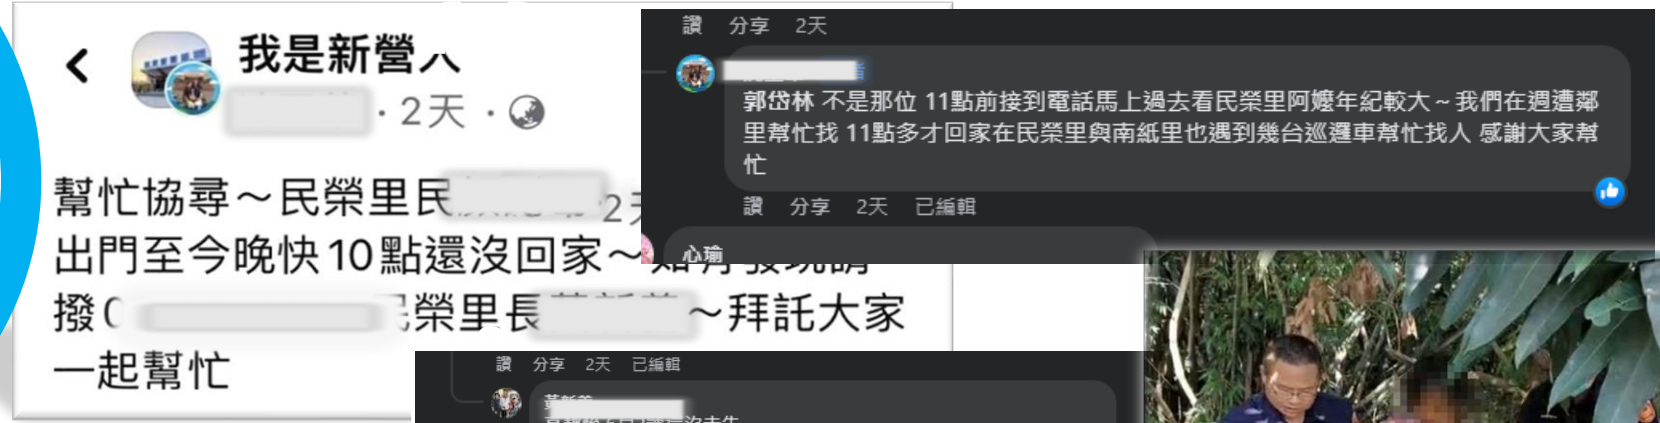 我是新營人
· 2天 ·
幫忙協尋～民榮里民
2天
出門至今晚快10點還沒回家～
撥0 民榮里長 ～拜託大家
一起幫忙
讚 分享 2天
郭岱林 不是那位 11點前接到電話馬上過去看民榮里阿嬤年紀較大～我們在週遭鄰
里幫忙找 11點多才回家在民榮里與南紙里也遇到幾台巡邏車幫忙找人 感謝大家幫
忙
讚 分享 2天 已編輯
心瑜
讚 分享 2天 已編輯